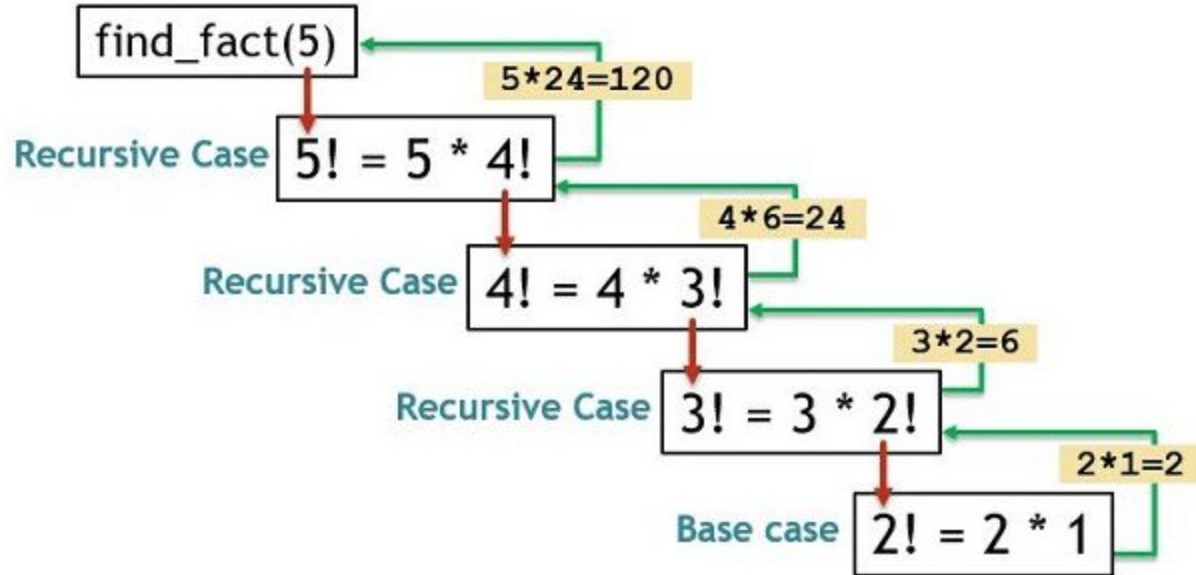 find_fact(5)
5*24=120
Recursive Case
5! = 5 * 4!
4*6=24
Recursive Case
4! = 4 * 3!
3*2=6
Recursive Case
3! = 3 * 2!
2*1=2
Base case
2! = 2 * 1